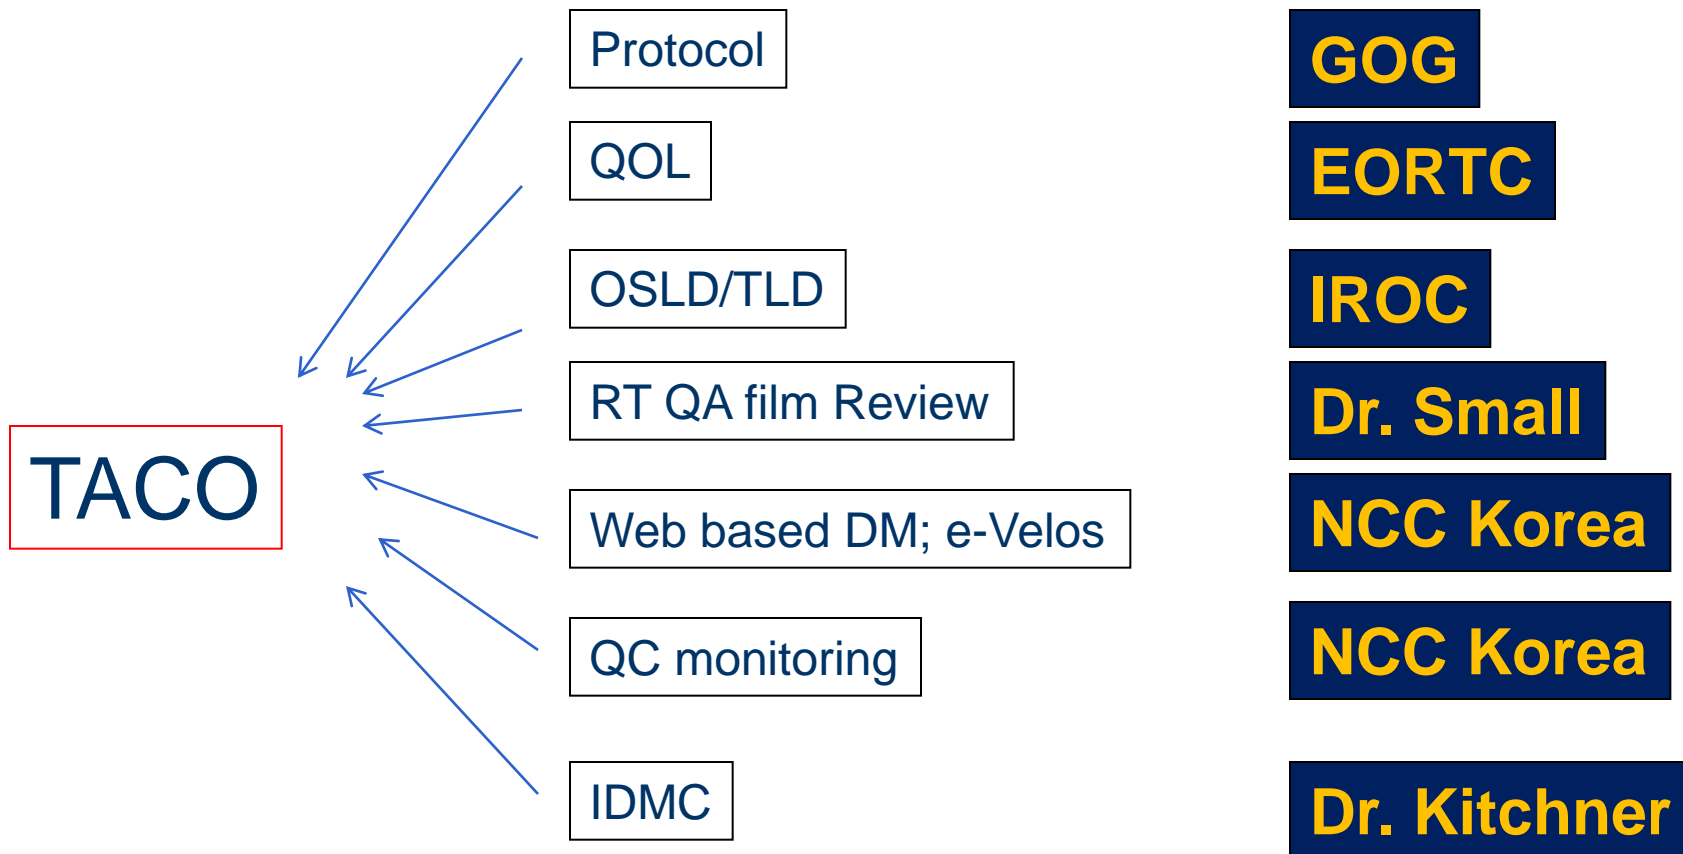 Protocol
GOG
QOL
EORTC
OSLD/TLD
IROC
RT QA film Review
Dr. Small
TACO
Web based DM; e-Velos
NCC Korea
QC monitoring
NCC Korea
IDMC
Dr. Kitchner